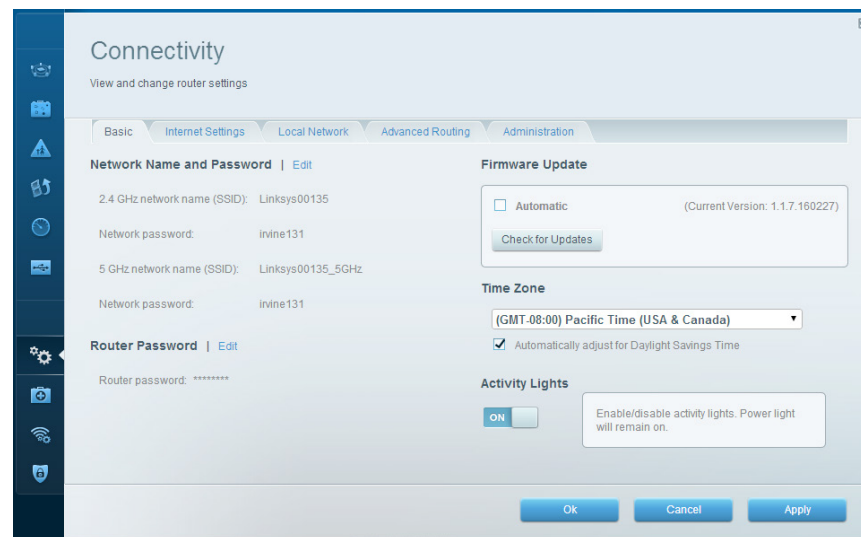 Connectivity
View and change router settings
Basic
Internet Settings
Local Network
Advanced Routing
Administration
Network Name and Password | Edit
2.4 GHz network name (SSID): Linksys00135
Network password: irvine131
5 GHz network name (SSID): Linksys00135_5GHz
Network password: irvine131
Router Password | Edit
Router password: ********
Firmware Update
Automatic
(Current Version: 1.1.7.160227)
Check for Updates
Time Zone
(GMT-08:00) Pacific Time (USA & Canada)
Automatically adjust for Daylight Savings Time
Activity Lights
ON
Enable/disable activity lights. Power light
will remain on.
Ok
Cancel
Apply